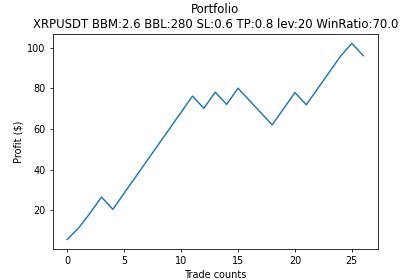 Portfolio
XRPUSDT BBM:2.6 BBL:280 SL:0.6 TP:0.8 lev:20 WinRatio:70.0
100
80
60
40
20
Profit ($)
0 5 10 15 20 25
Trade counts